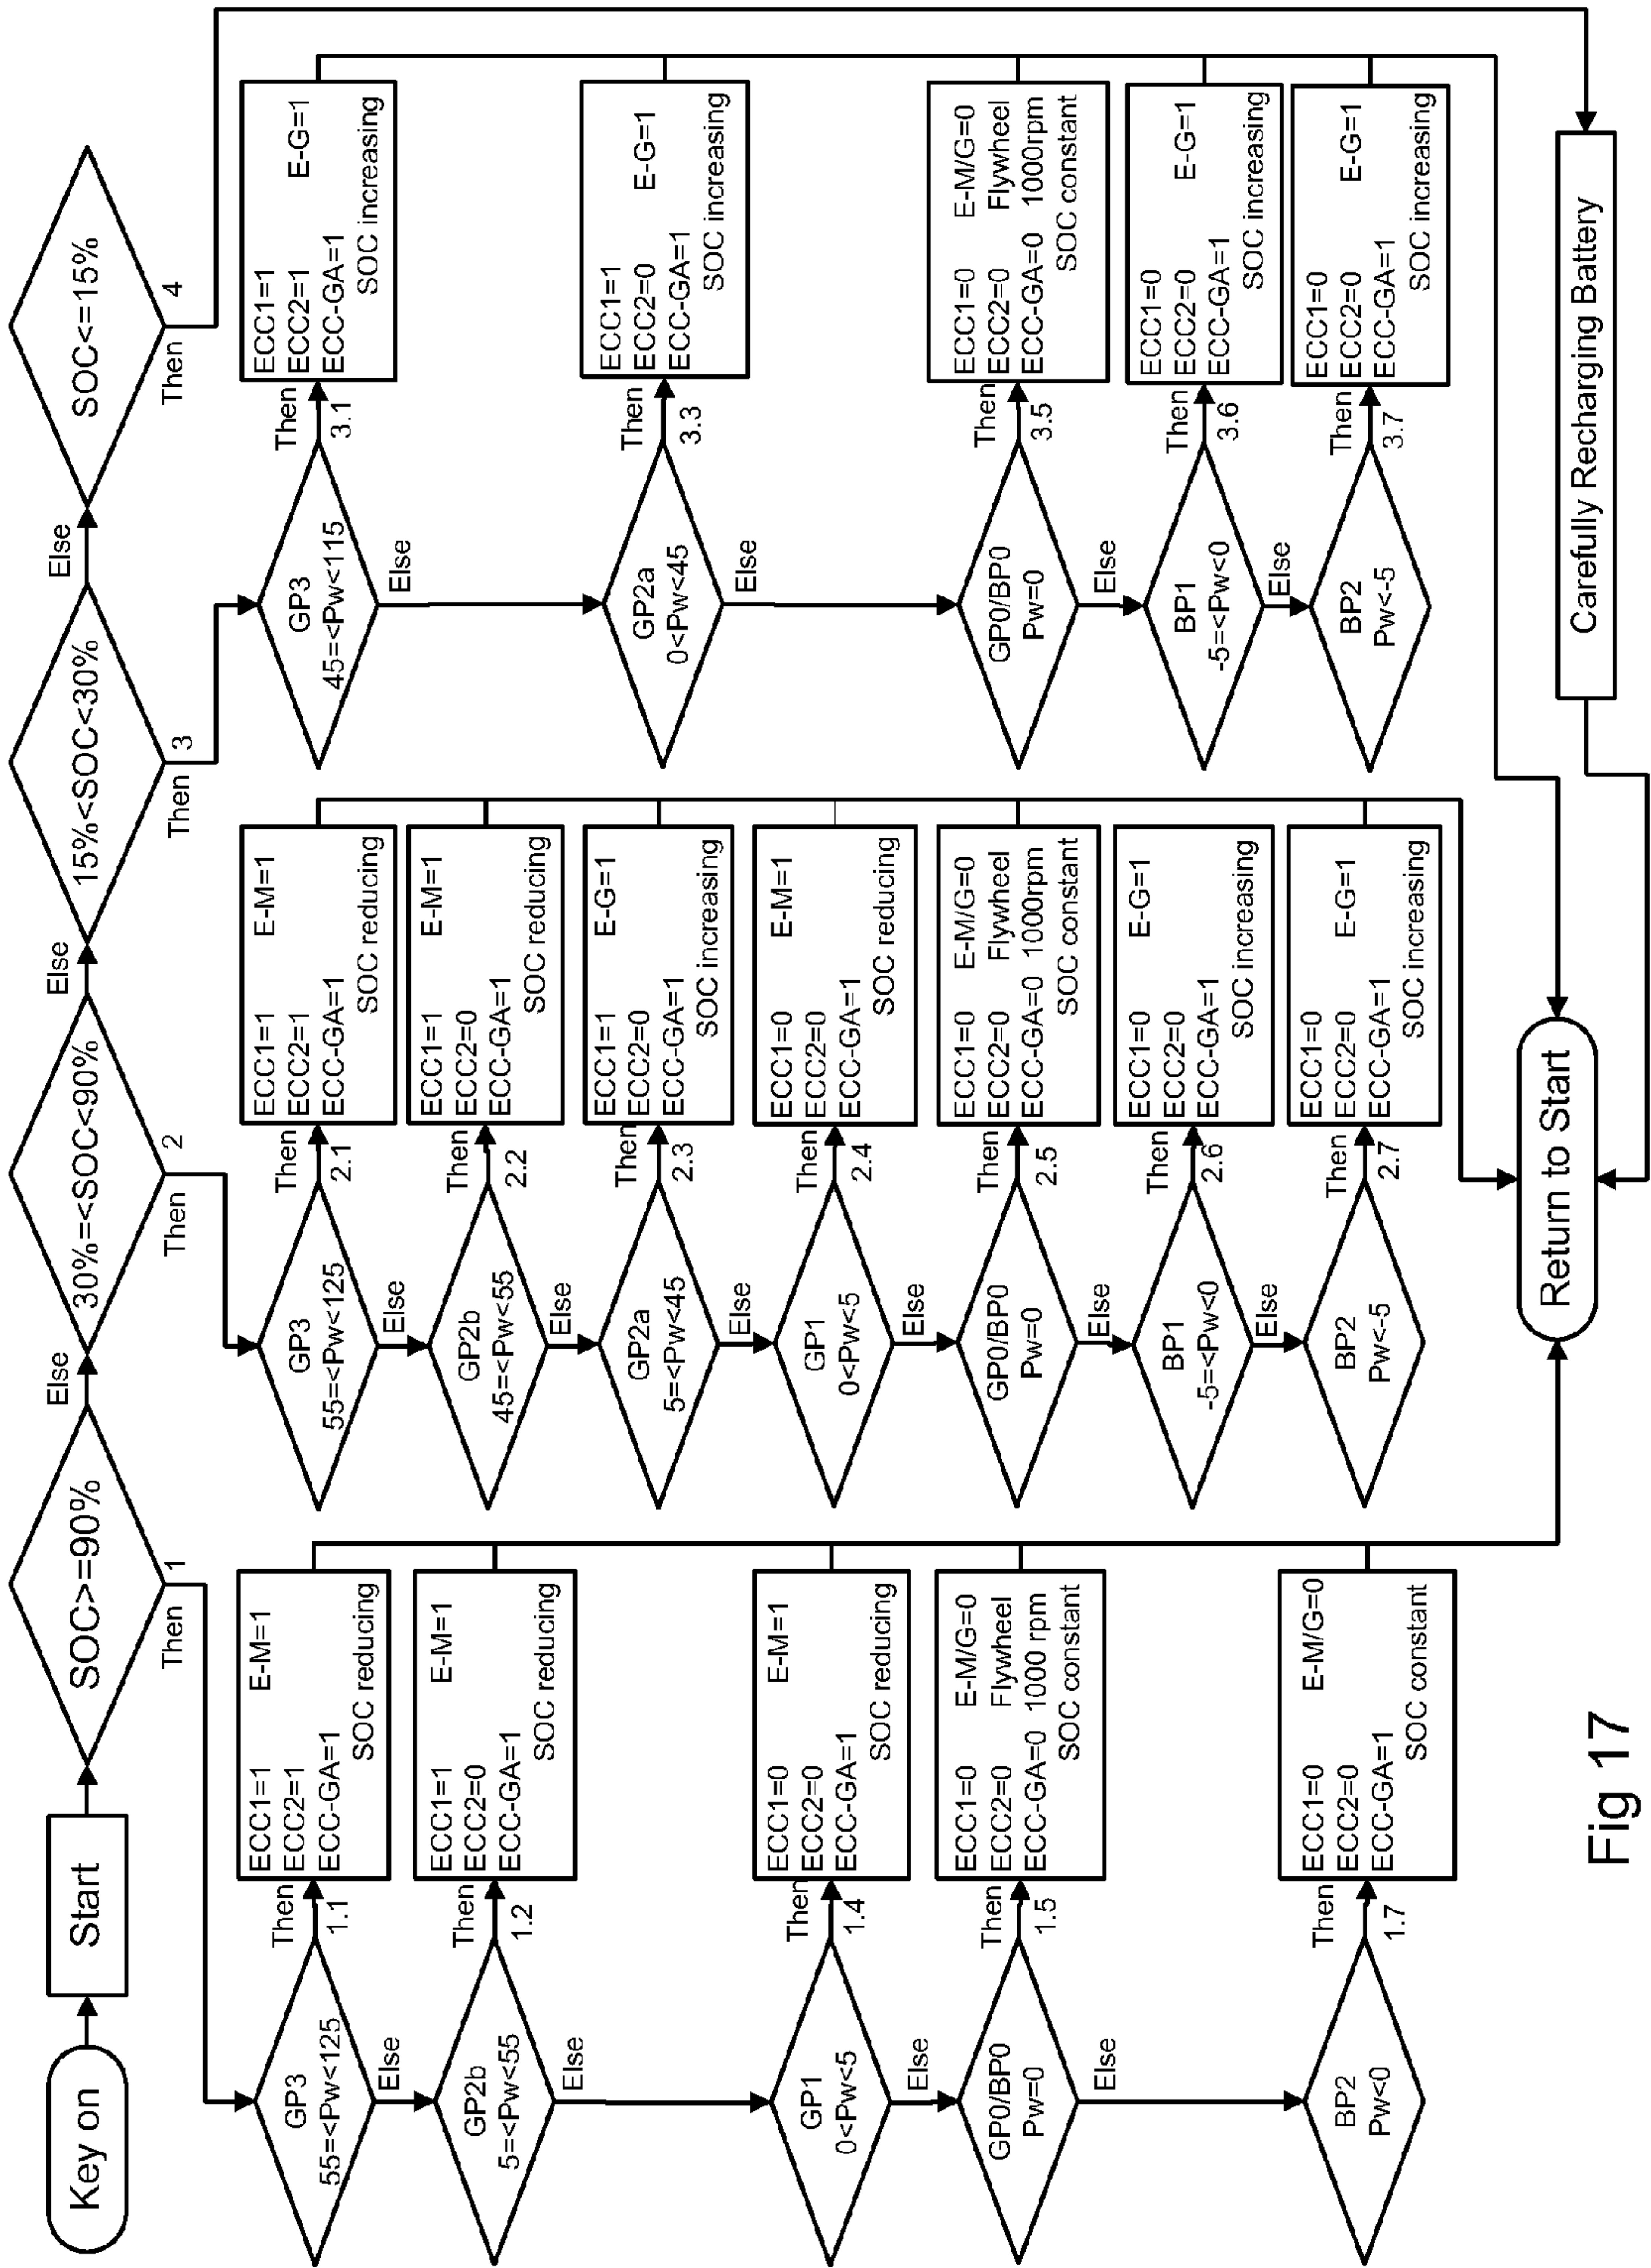 Key on
Start
SOC>=90%
Else
30%=<SOC<90%
Else
15%<SOC<30%
Else
SOC<=15%
Then
1
Then
2
Then
3
Then
4
GP3
55=<Pw<125
Then
1.1
ECC1=1
E-M=1
ECC2=1
ECC-GA=1
SOC reducing
Else
GP2b
5=<Pw<55
Then
1.2
ECC1=1
E-M=1
ECC2=0
ECC-GA=1
SOC reducing
Else
GP1
0<Pw<5
Then
1.4
ECC1=0
E-M=1
ECC2=0
ECC-GA=1
SOC reducing
Else
GP0/BP0
Pw=0
Then
1.5
ECC1=0
E-M/G=0
ECC2=0
Flywheel
ECC-GA=0
1000 rpm
SOC constant
Else
BP2
Pw<0
Then
1.7
ECC1=0
E-M/G=0
ECC2=0
ECC-GA=1
SOC constant
GP3
55=<Pw<125
Then
2.1
ECC1=1
E-M=1
ECC2=1
ECC-GA=1
SOC reducing
Else
GP2b
45=<Pw<55
Then
2.2
ECC1=1
E-M=1
ECC2=0
ECC-GA=1
SOC reducing
Else
GP2a
5=<Pw<45
Then
2.3
ECC1=1
E-G=1
ECC2=0
ECC-GA=1
SOC increasing
Else
GP1
0<Pw<5
Then
2.4
ECC1=0
E-M=1
ECC2=0
ECC-GA=1
SOC reducing
Else
GP0/BP0
Pw=0
Then
2.5
ECC1=0
E-M/G=0
ECC2=0
Flywheel
ECC-GA=0
1000rpm
SOC constant
Else
BP1
-5=<Pw<0
Then
2.6
ECC1=0
E-G=1
ECC2=0
ECC-GA=1
SOC increasing
Else
BP2
Pw<-5
Then
2.7
ECC1=0
ECC2=0
E-G=1
ECC-GA=1
SOC increasing
GP3
45=<Pw<115
Then
3.1
ECC1=1
ECC2=1
E-G=1
ECC-GA=1
SOC increasing
Else
GP2a
0<Pw<45
Then
3.3
ECC1=1
ECC2=0
E-G=1
ECC-GA=1
SOC increasing
Else
GP0/BP0
Pw=0
Then
3.5
ECC1=0
E-M/G=0
ECC2=0
Flywheel
ECC-GA=0
1000rpm
SOC constant
Else
BP1
-5=<Pw<0
Then
3.6
ECC1=0
ECC2=0
E-G=1
ECC-GA=1
SOC increasing
Else
BP2
Pw<-5
Then
3.7
ECC1=0
ECC2=0
E-G=1
ECC-GA=1
SOC increasing
Return to Start
Carefully Recharging Battery
Fig 17